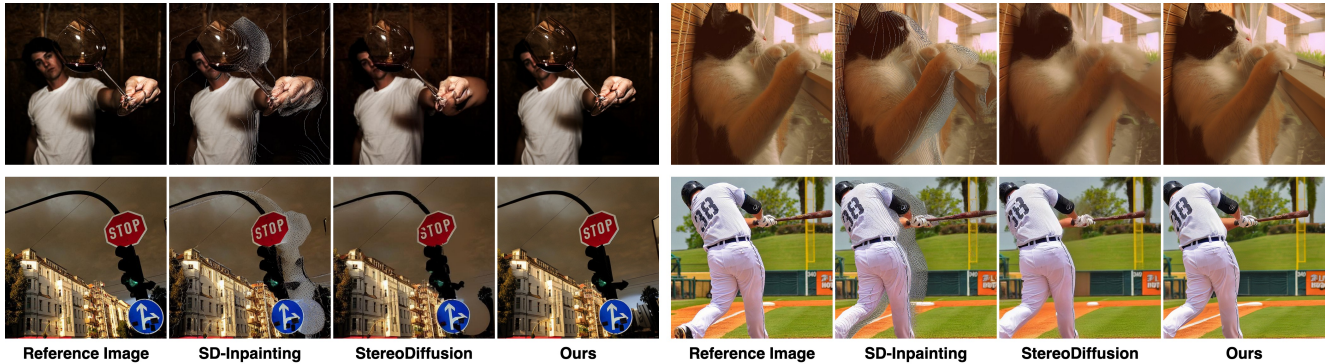 STOP STOP STOP STOP
38 38 38 38
Reference Image SD-Inpainting StereoDiffusion Ours Reference Image SD-Inpainting StereoDiffusion Ours